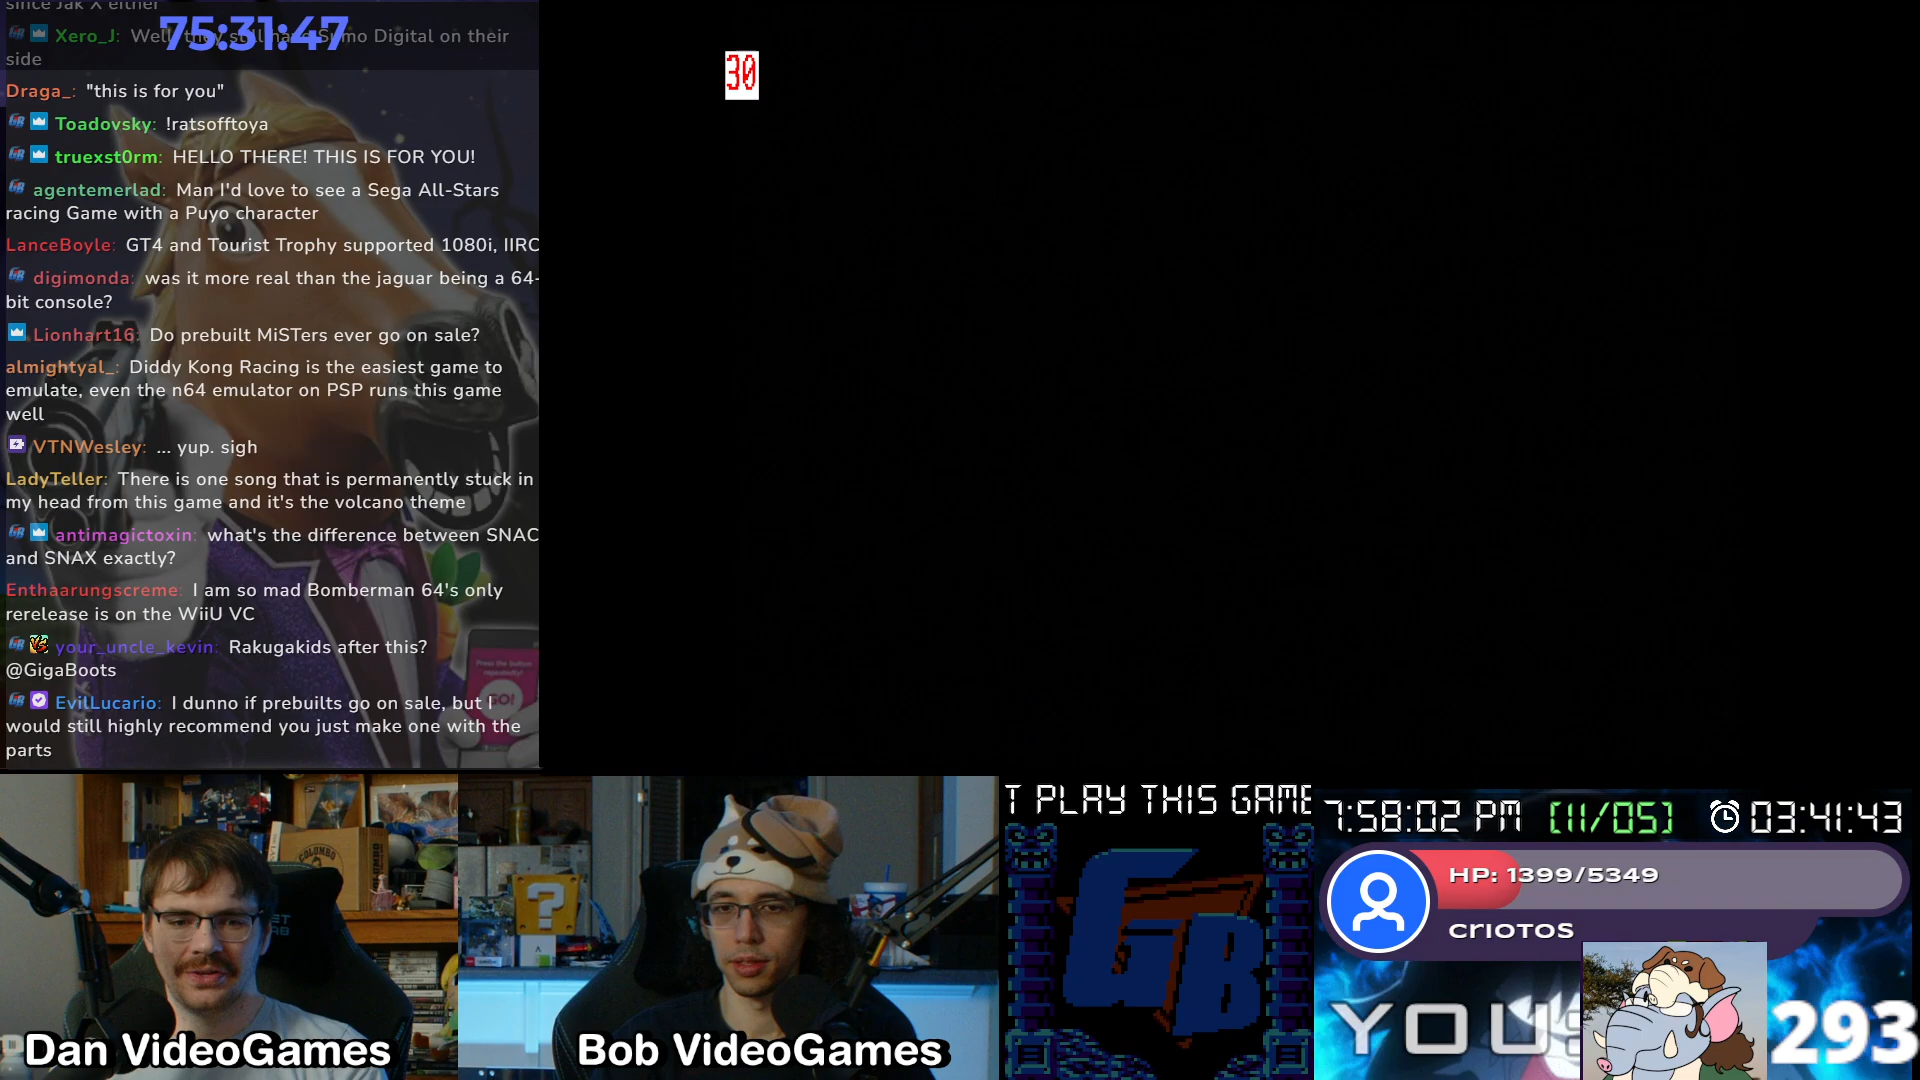 since Jak X either
75:31:47
Xero_J: Well, they still have Sumo Digital on their
side
Draga_: "this is for you"
Toadovsky: !ratsofftoya
truexst0rm: HELLO THERE! THIS IS FOR YOU!
agentemerlad: Man I'd love to see a Sega All-Stars
racing Game with a Puyo character
LanceBoyle: GT4 and Tourist Trophy supported 1080i, IIRC
digimonda: was it more real than the jaguar being a 64-
bit console?
Lionhart16: Do prebuilt MiSTers ever go on sale?
almightyal_: Diddy Kong Racing is the easiest game to
emulate, even the n64 emulator on PSP runs this game
well
VTNWesley: ... yup. sigh
LadyTeller: There is one song that is permanently stuck in
my head from this game and it's the volcano theme
antimagictoxin: what's the difference between SNAC
and SNAX exactly?
Enthaarungscreme: I am so mad Bomberman 64's only
rerelease is on the WiiU VC
your_uncle_kevin: Rakugakids after this?
@GigaBoots
EvilLucario: I dunno if prebuilts go on sale, but I
would still highly recommend you just make one with the
parts
Press the button
repeatedly!
GO!
30
COLUMBO
?
Dan VideoGames
Bob VideoGames
T PLAY THIS GAME
GB
7:58:02 PM [11/05] 03:41:43
HP: 1399/5349
criotos
YOU
293